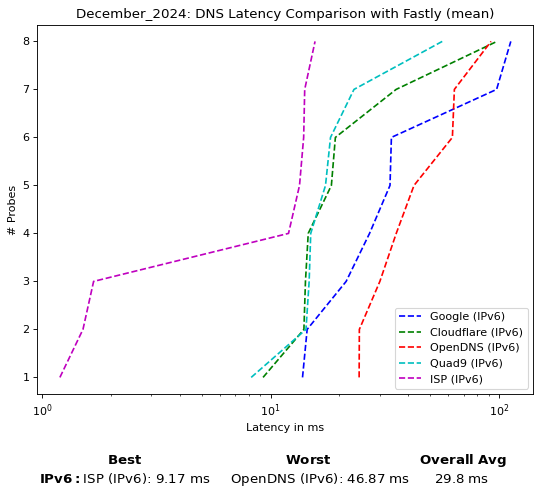 December_2024: DNS Latency Comparison with Fastly (mean)
8
7
6
5
4
3
2
1
# Probes
Google (IPv6)
Cloudflare (IPv6)
OpenDNS (IPv6)
Quad9 (IPv6)
ISP (IPv6)
10⁰ 10¹ 10²
Latency in ms
Best Worst Overall Avg
IPv6: ISP (IPv6): 9.17 ms OpenDNS (IPv6): 46.87 ms 29.8 ms